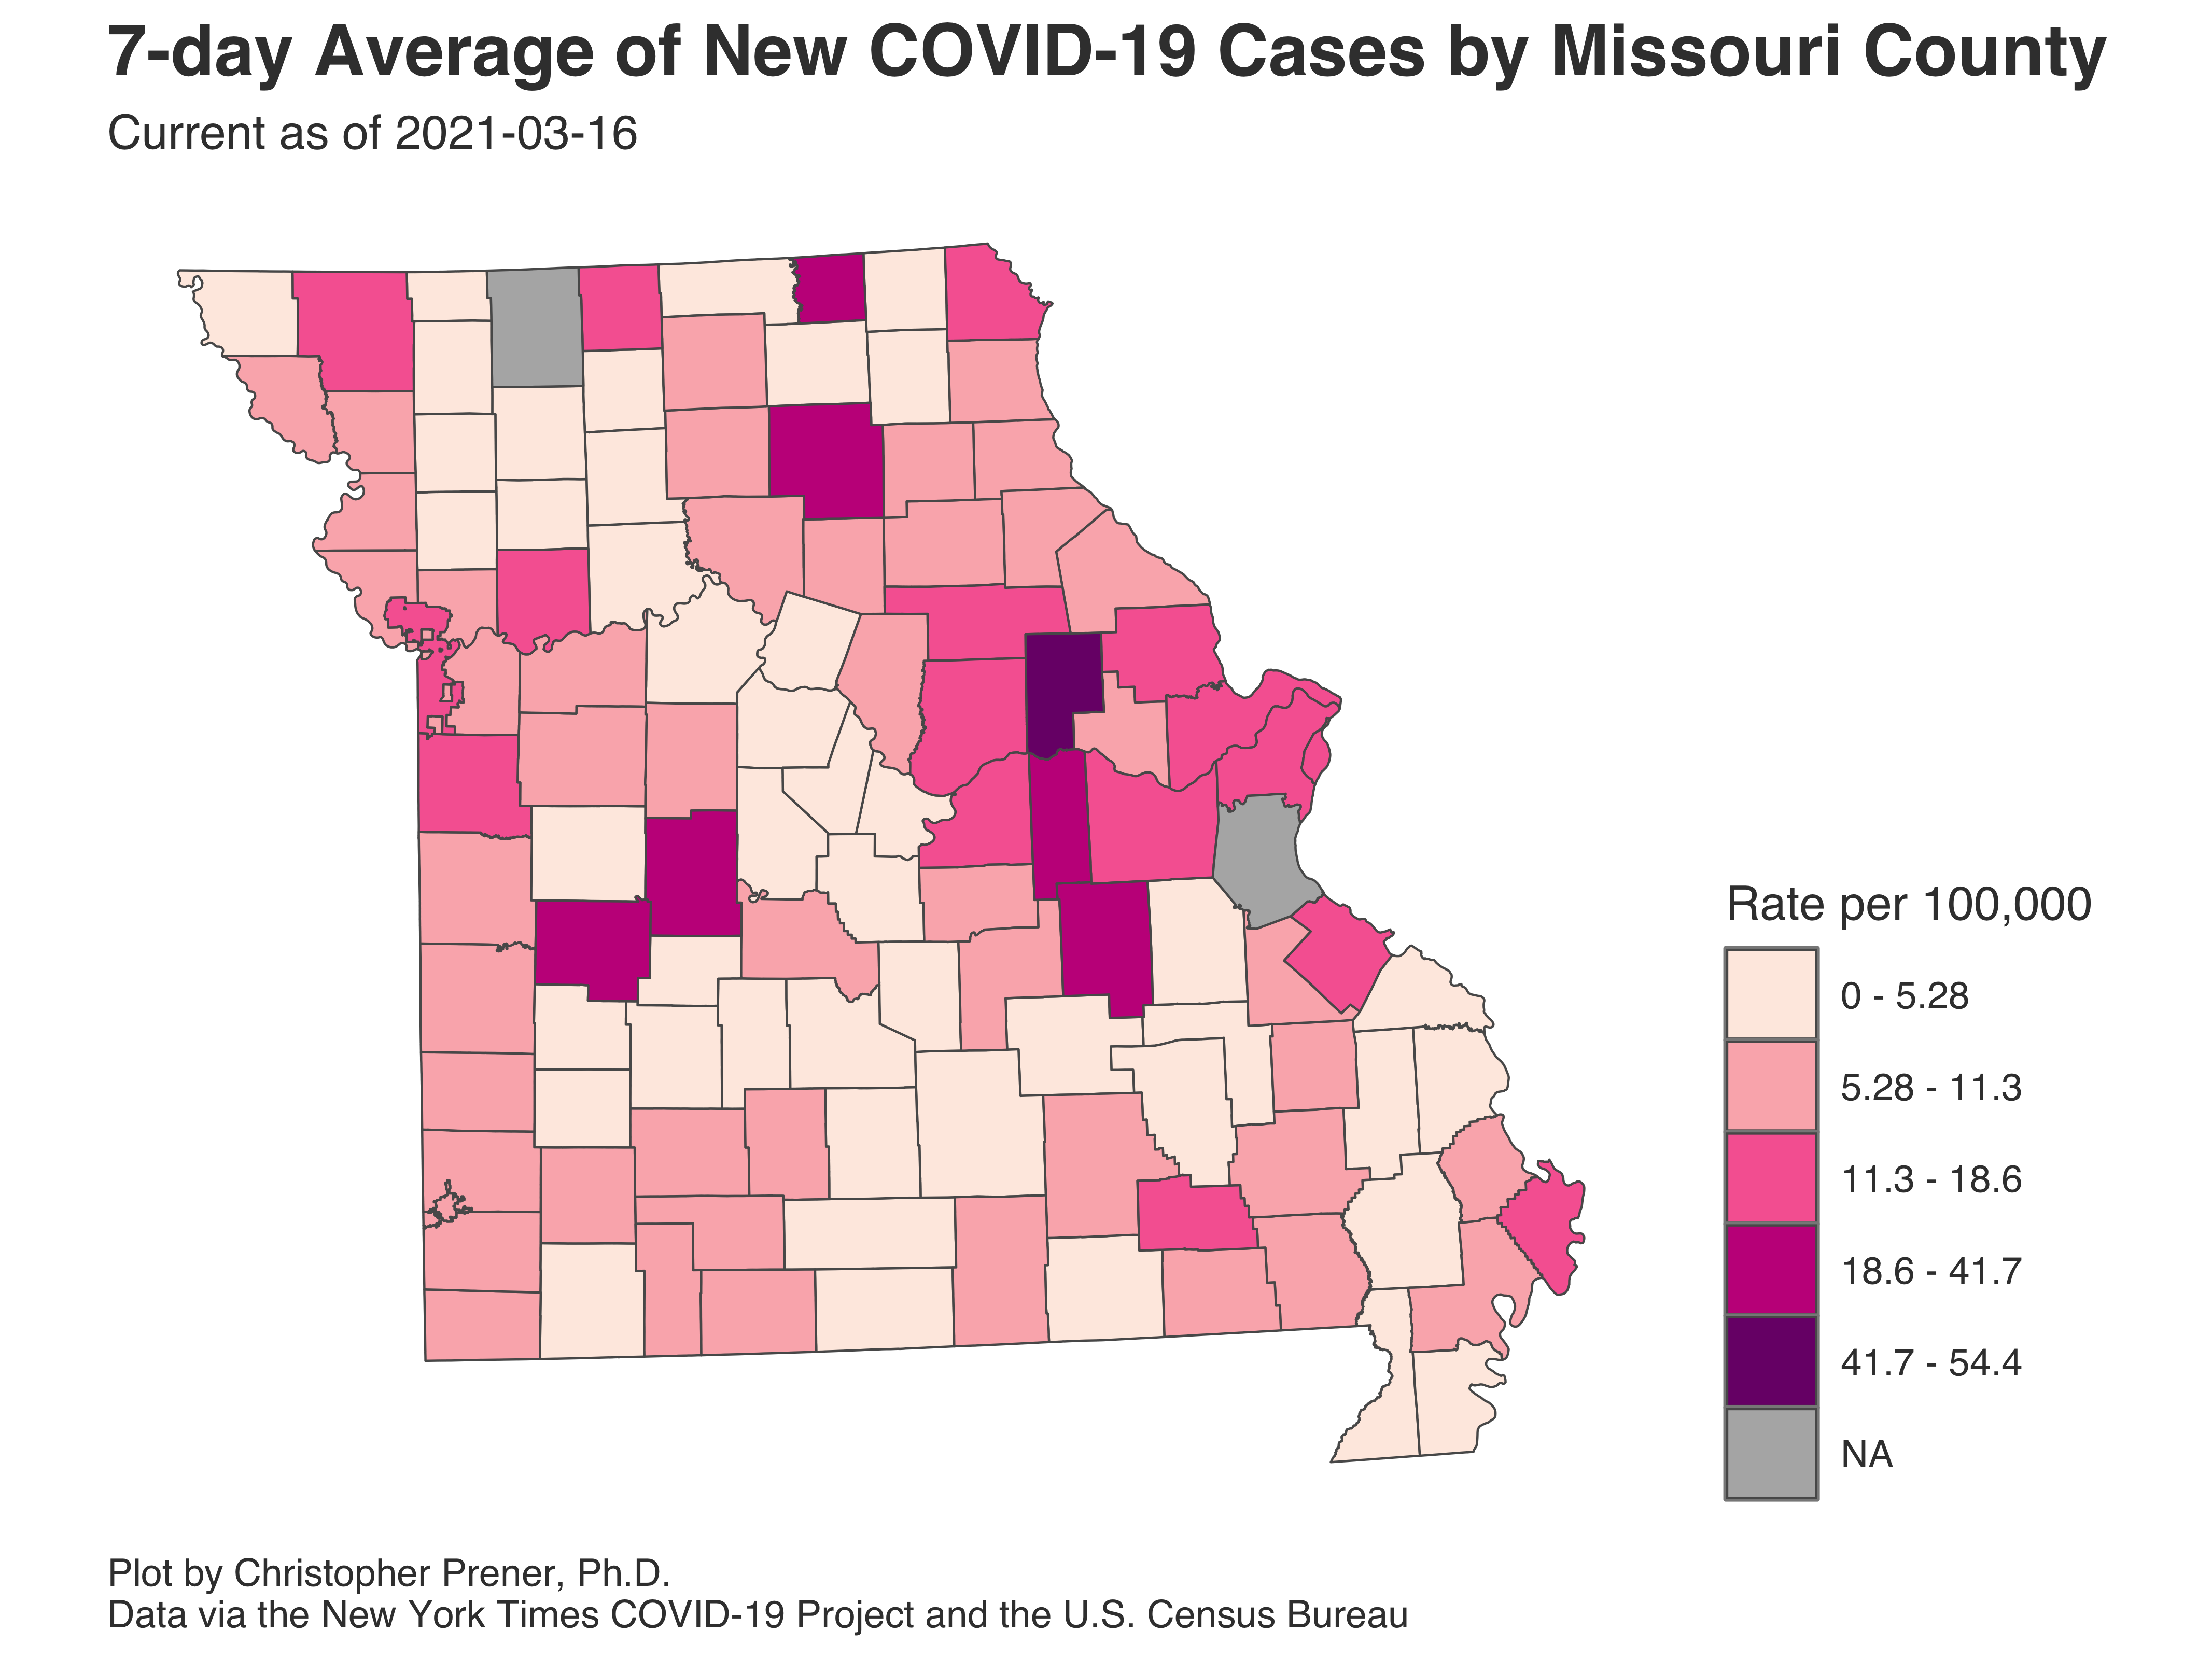 7-day Average of New COVID-19 Cases by Missouri County
Current as of 2021-03-16
Rate per 100,000
0 - 5.28
5.28 - 11.3
11.3 - 18.6
18.6 - 41.7
41.7 - 54.4
NA
Plot by Christopher Prener, Ph.D.
Data via the New York Times COVID-19 Project and the U.S. Census Bureau